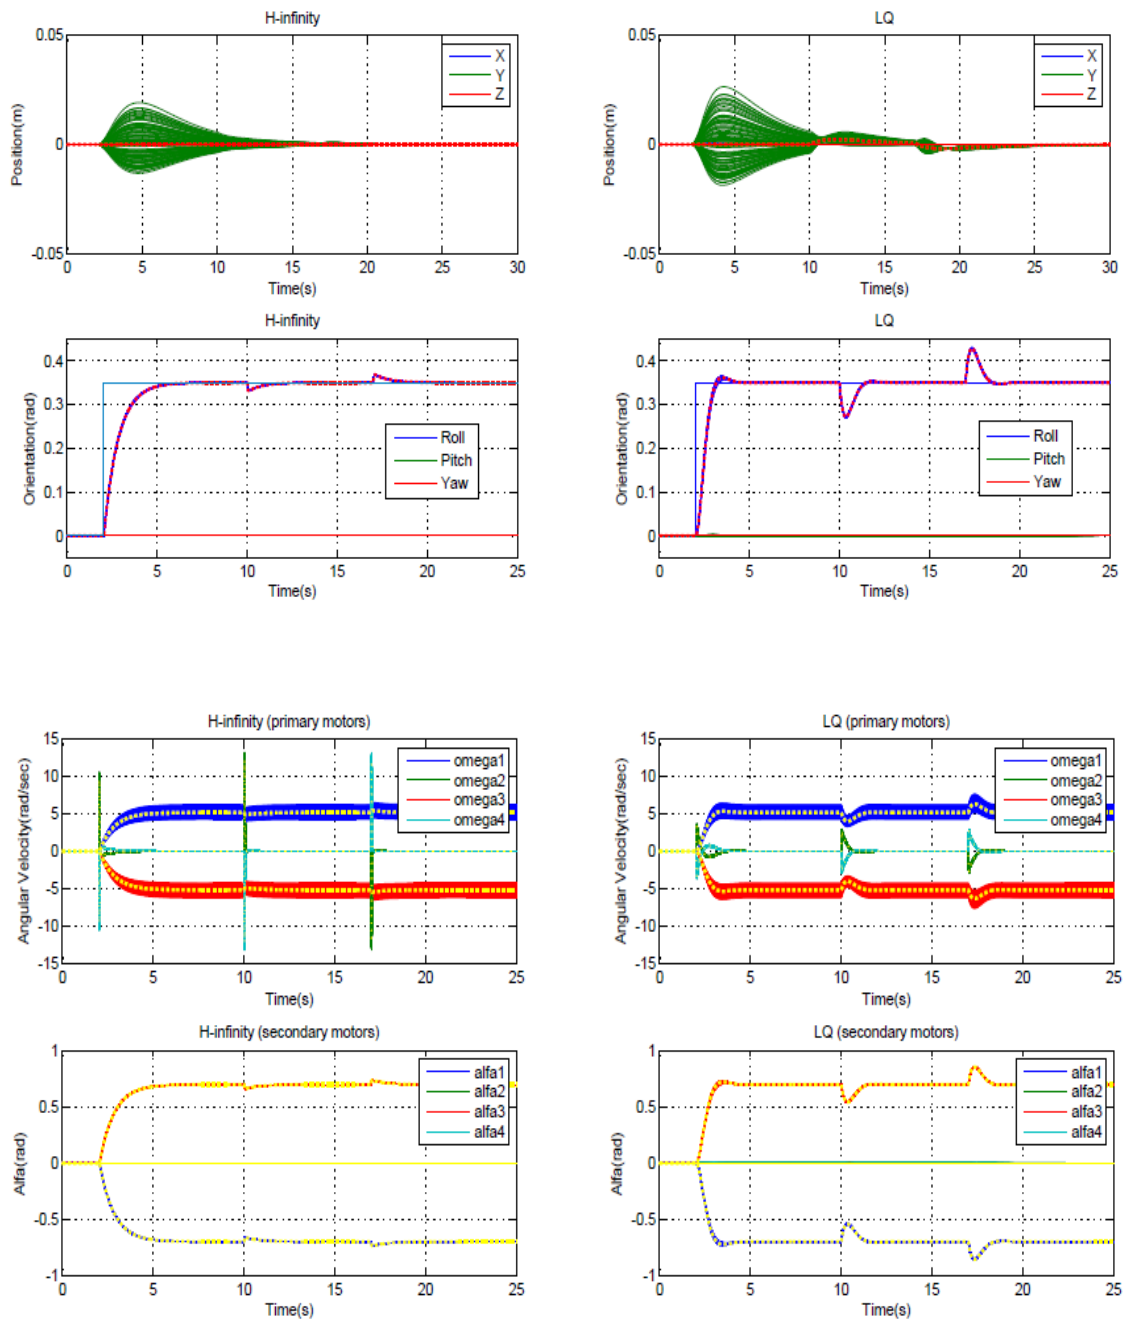 H-infinity
0.05
0
-0.05
Position(m)
X
Y
Z
0 5 10 15 20 25 30
Time(s)
LQ
0.05
0
-0.05
Position(m)
X
Y
Z
0 5 10 15 20 25 30
Time(s)
H-infinity
0.4
0.3
0.2
0.1
0
Orientation(rad)
Roll
Pitch
Yaw
0 5 10 15 20 25
Time(s)
LQ
0.4
0.3
0.2
0.1
0
Orientation(rad)
Roll
Pitch
Yaw
0 5 10 15 20 25
Time(s)
H-infinity (primary motors)
15
10
5
0
-5
-10
-15
Angular Velocity(rad/sec)
omega1
omega2
omega3
omega4
0 5 10 15 20 25
Time(s)
LQ (primary motors)
15
10
5
0
-5
-10
-15
Angular Velocity(rad/sec)
omega1
omega2
omega3
omega4
0 5 10 15 20 25
Time(s)
H-infinity (secondary motors)
1
0.5
0
-0.5
-1
Alfa(rad)
alfa1
alfa2
alfa3
alfa4
0 5 10 15 20 25
Time(s)
LQ (secondary motors)
1
0.5
0
-0.5
-1
Alfa(rad)
alfa1
alfa2
alfa3
alfa4
0 5 10 15 20 25
Time(s)